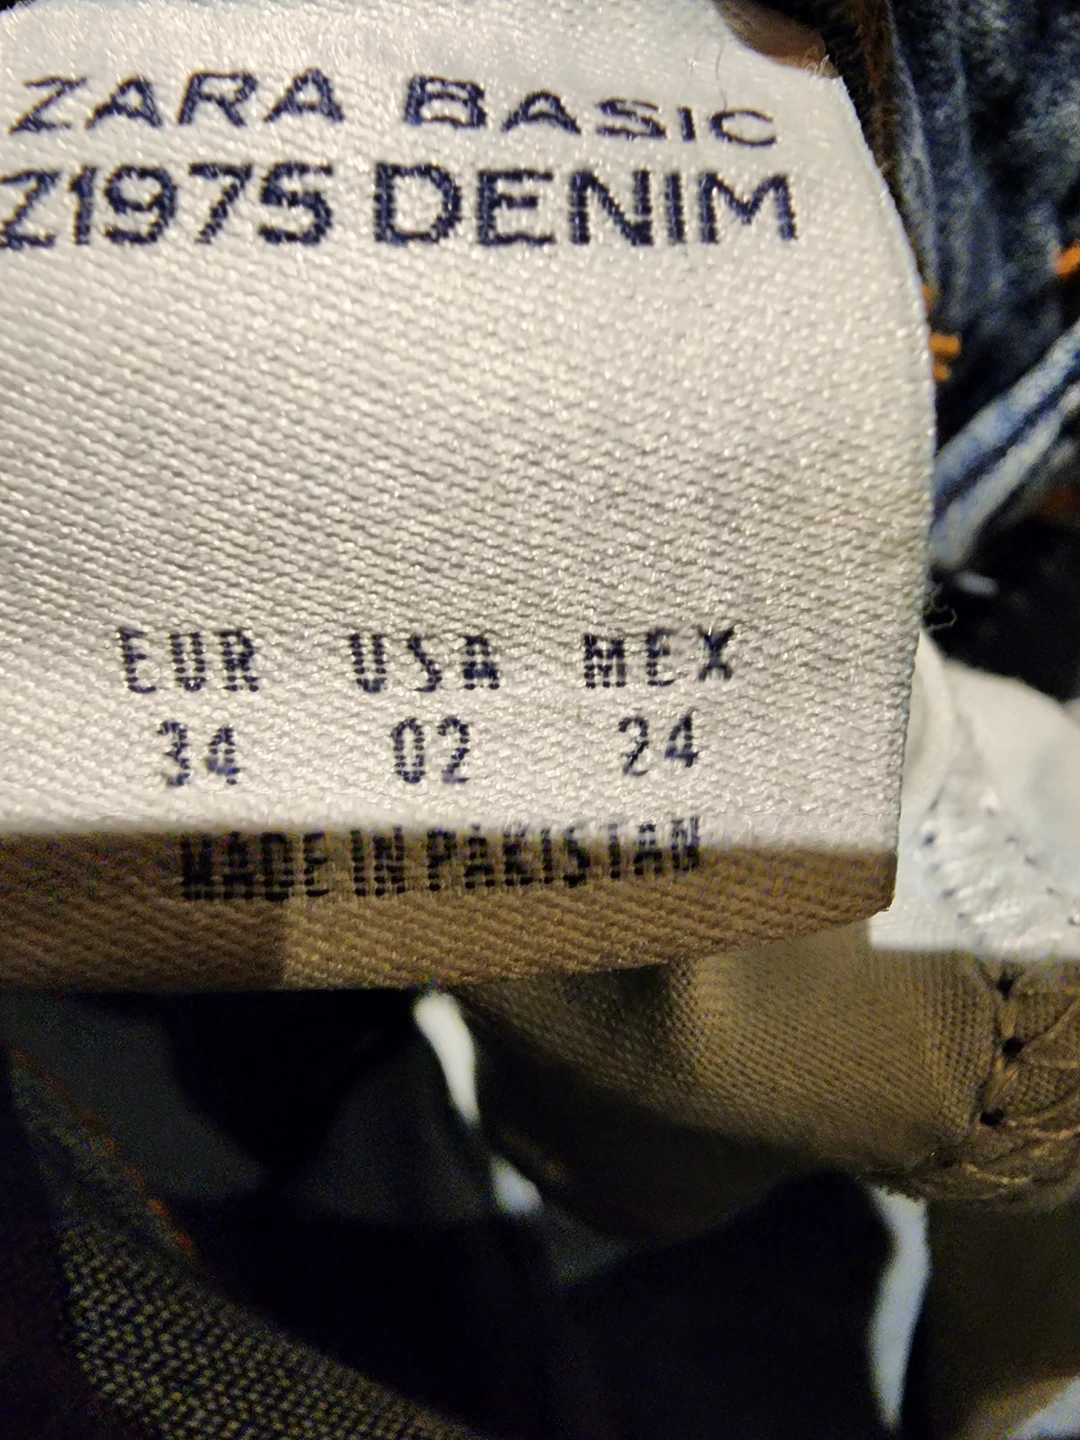 ZARA BASIC
Z1975 DENIM
EUR USA MEX
34 02 24
MADE IN PAKISTAN